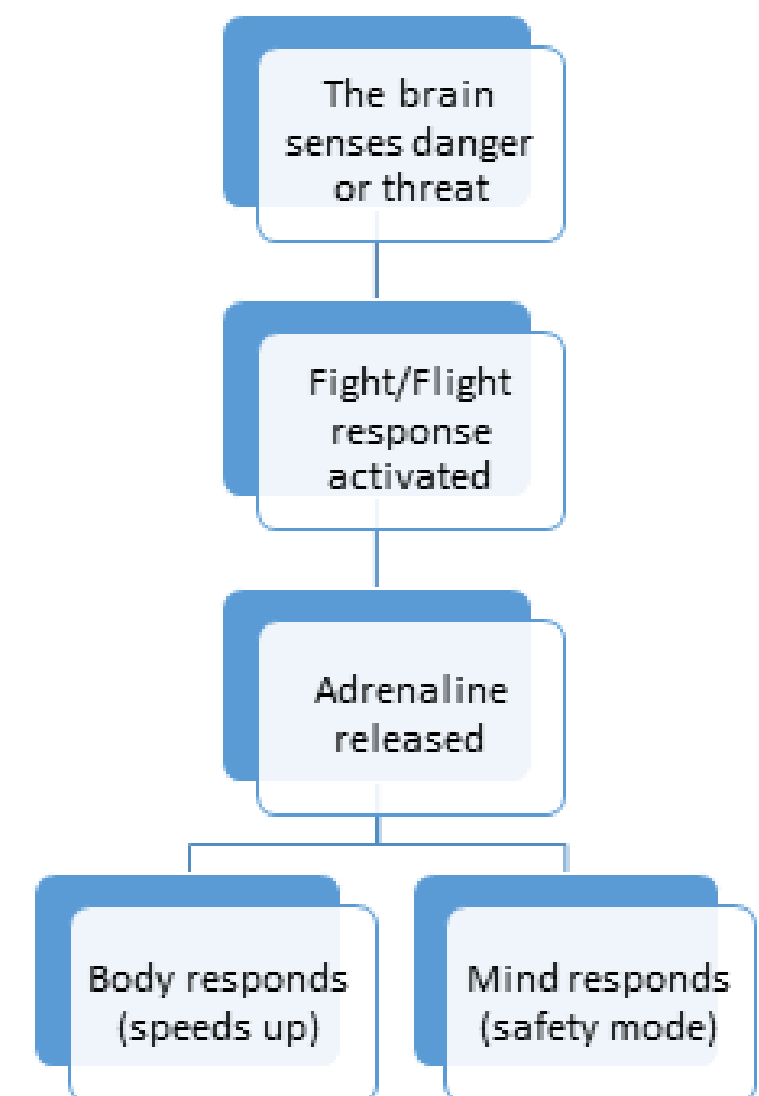 The brain
senses danger
or threat
Fight/Flight
response
activated
Adrenaline
released
Body responds
(speeds up)
Mind responds
(safety mode)